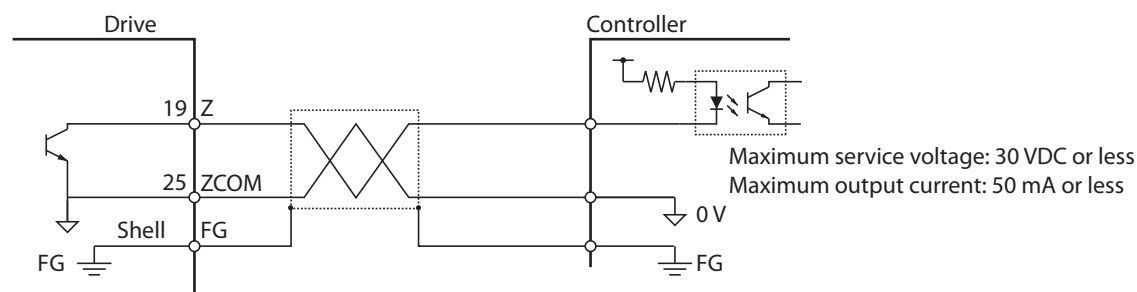 Drive
Controller
19 Z
Maximum service voltage: 30 VDC or less
25 ZCOM
Maximum output current: 50 mA or less
0 V
Shell FG
FG
FG